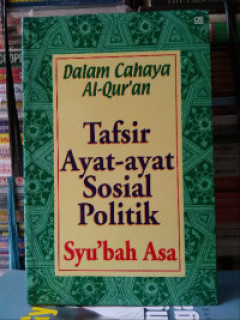 Dalam Cahaya
Al-Qur'an
Tafsir
Ayat-ayat
Sosial
Politik
Syu'bah Asa